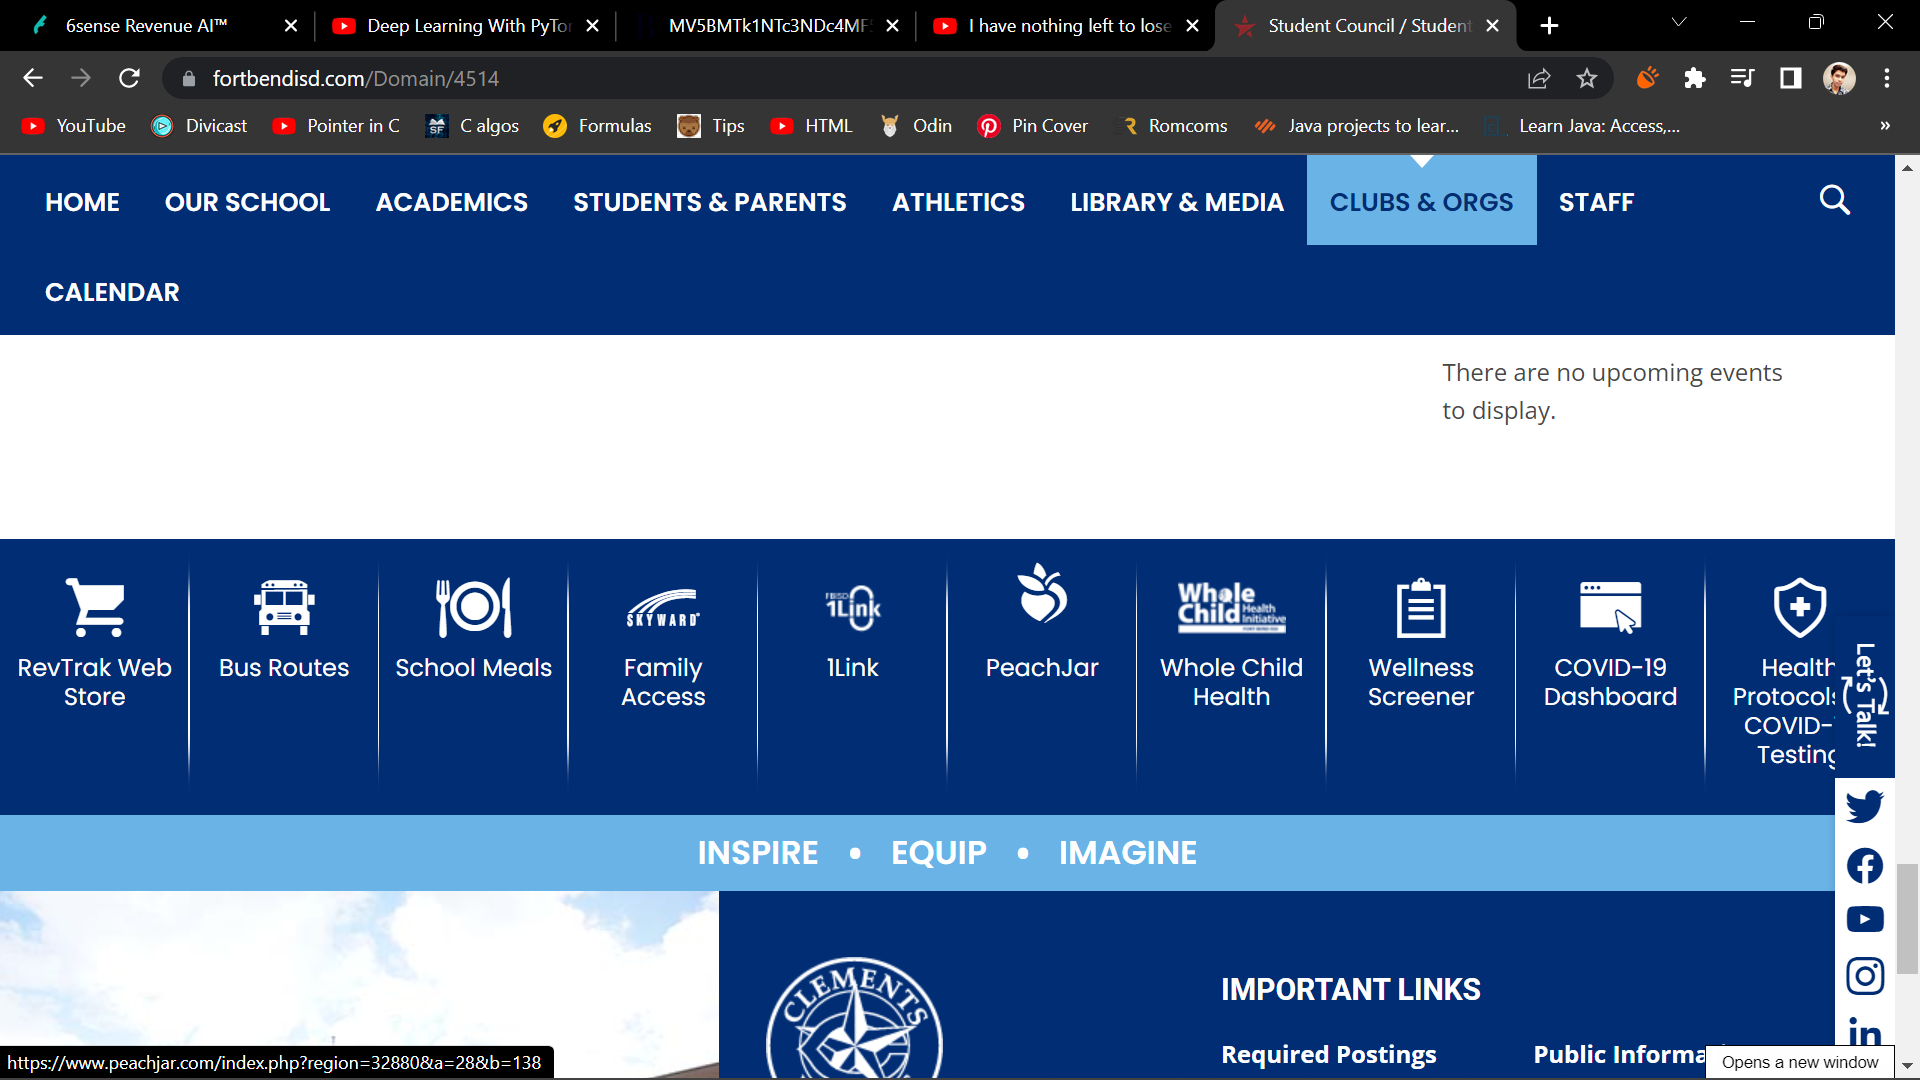 6sense Revenue AI™
Deep Learning With PyTor
MV5BMTk1NTc3NDc4MF
I have nothing left to lose
Student Council / Student
fortbendisd.com/Domain/4514
YouTube
Divicast
Pointer in C
C algos
Formulas
Tips
HTML
Odin
Pin Cover
Romcoms
Java projects to lear...
Learn Java: Access,...
»
HOME
OUR SCHOOL
ACADEMICS
STUDENTS & PARENTS
ATHLETICS
LIBRARY & MEDIA
CLUBS & ORGS
STAFF
CALENDAR
There are no upcoming events
to display.
SKYWARD
FBISD
1Link
Whole
Child Health
Initiative
RevTrak Web
Store
Bus Routes
School Meals
Family
Access
1Link
PeachJar
Whole Child
Health
Wellness
Screener
COVID-19
Dashboard
Health
Protocols
COVID-
Testing
Let's Talk!
INSPIRE • EQUIP • IMAGINE
CLEMENTS
IMPORTANT LINKS
Required Postings
Public Informa
https://www.peachjar.com/index.php?region=32880&a=28&b=138
Opens a new window